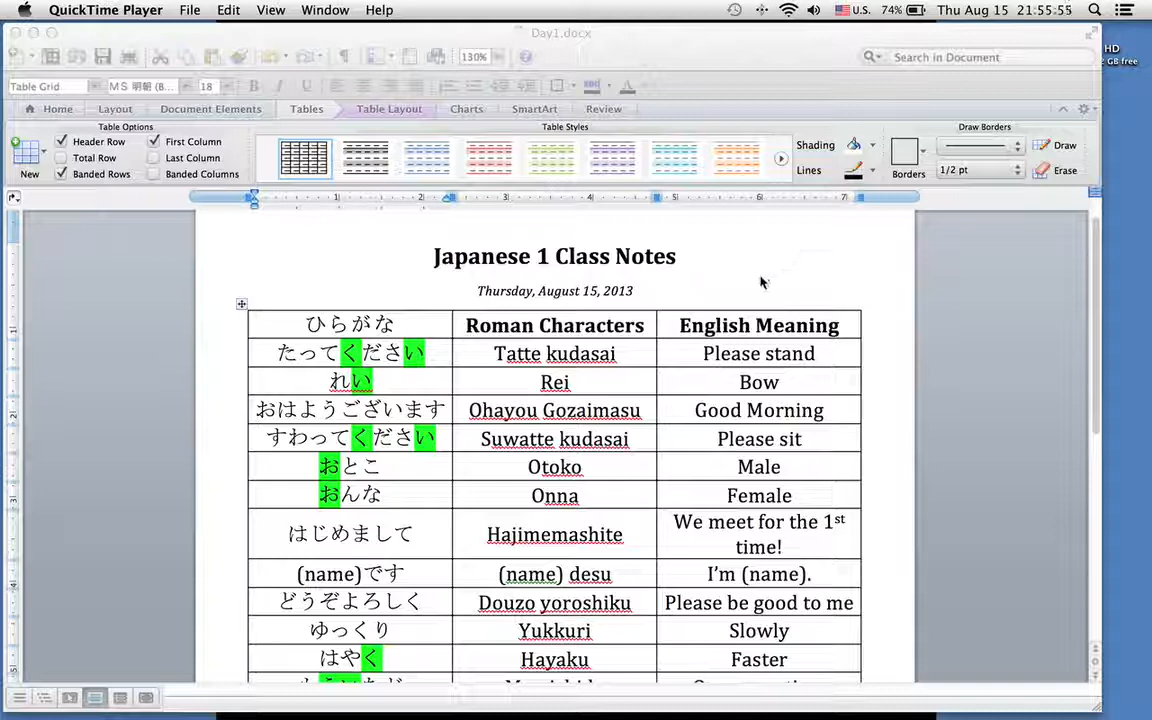 QuickTime Player File Edit View Window Help U.S. 74% Thu Aug 15 21:55:55
Day1.docx
HD
GB free
130% Search in Document
Table Grid MS 明朝 (B... 18 B I U abc A
Home Layout Document Elements Tables Table Layout Charts SmartArt Review
Table Options Table Styles Draw Borders
New
Header Row First Column
Total Row Last Column
Banded Rows Banded Columns
Shading
Lines
Borders
1/2 pt
Draw
Erase
Japanese 1 Class Notes
Thursday, August 15, 2013
ひらがな Roman Characters English Meaning
たってください Tatte kudasai Please stand
れい Rei Bow
おはようございます Ohayou Gozaimasu Good Morning
すわってください Suwatte kudasai Please sit
おとこ Otoko Male
おんな Onna Female
はじめまして Hajimemashite We meet for the 1st
time!
(name)です (name) desu I'm (name).
どうぞよろしく Douzo yoroshiku Please be good to me
ゆっくり Yukkuri Slowly
はやく Hayaku Faster